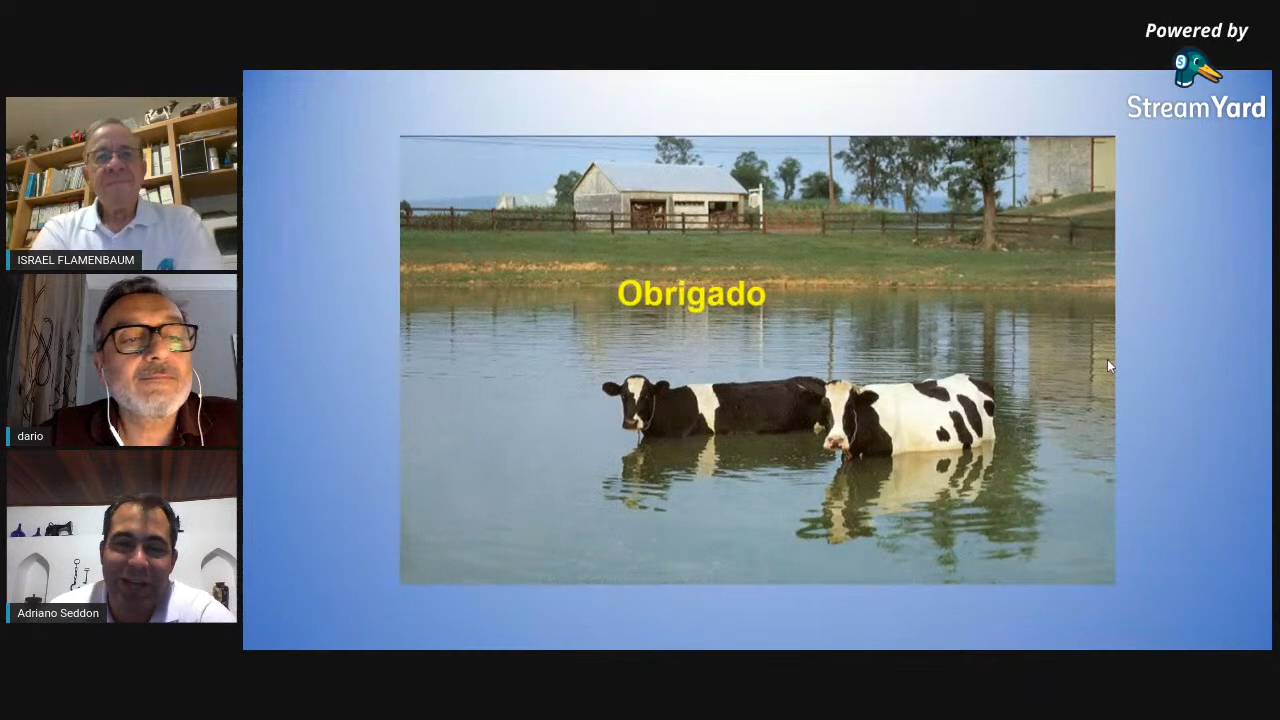 Powered by
StreamYard
ISRAEL FLAMENBAUM
dario
Adriano Seddon
Obrigado